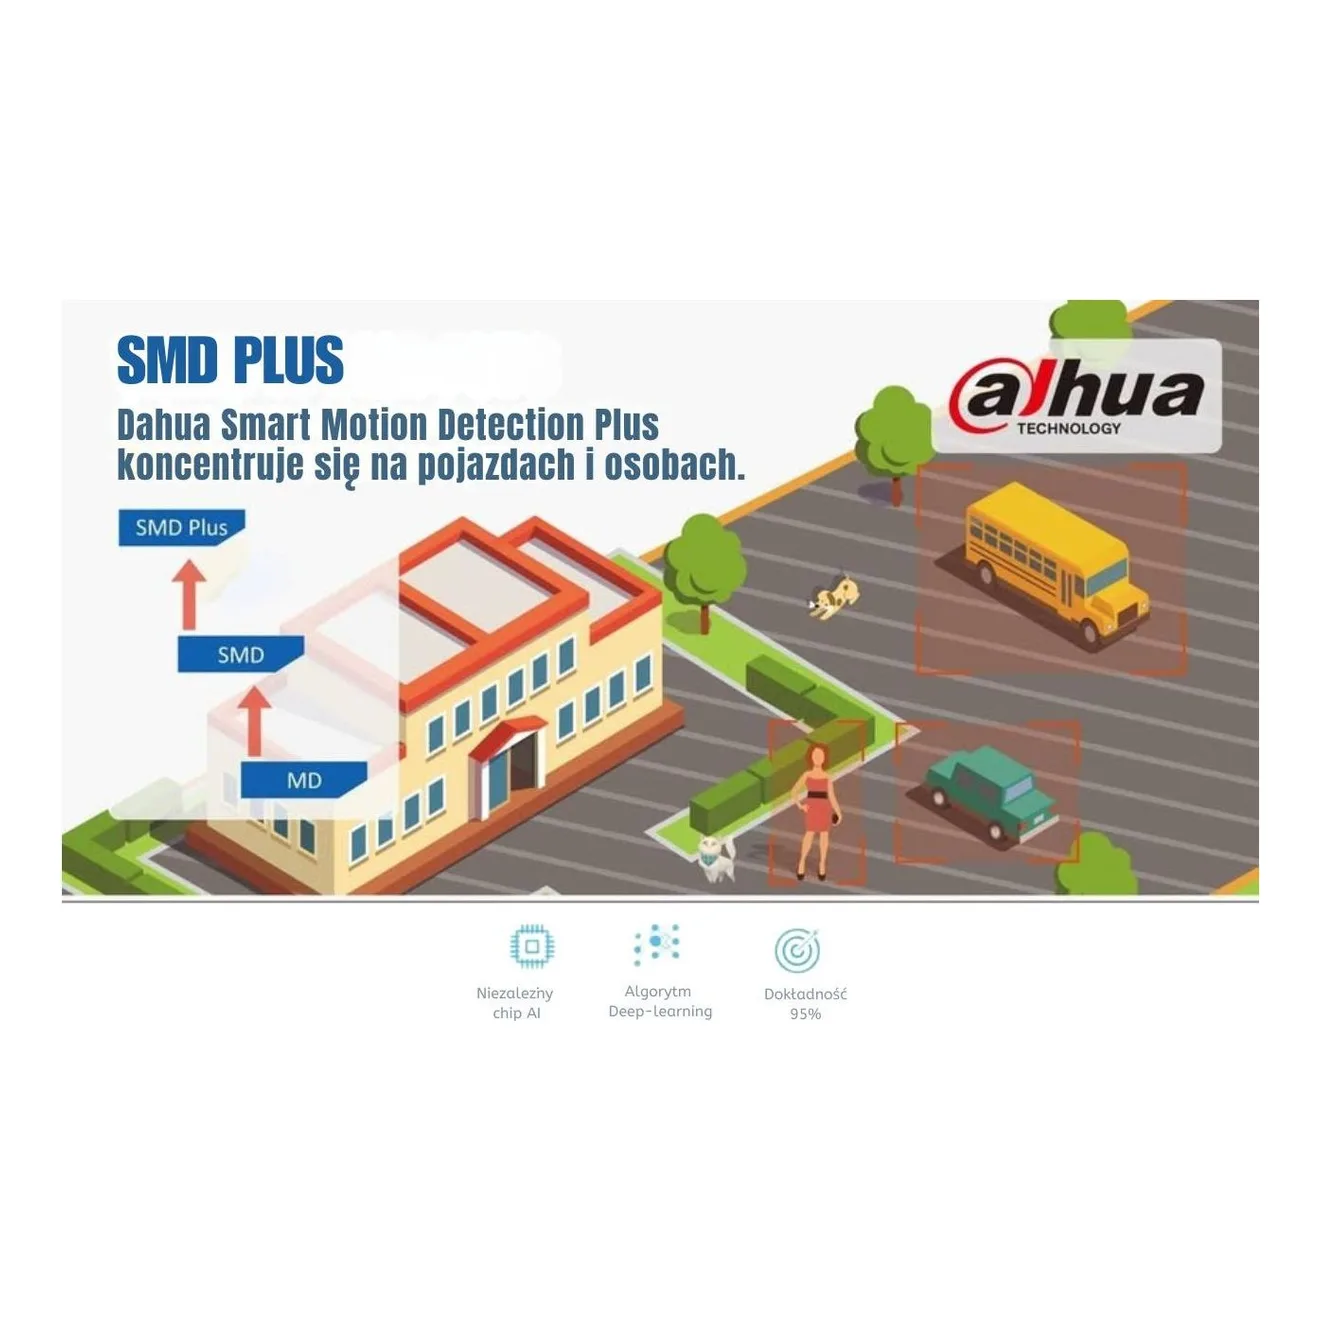 SMD PLUS
Dahua Smart Motion Detection Plus
koncentruje się na pojazdach i osobach.
alhua
TECHNOLOGY
SMD Plus
SMD
MD
Niezależny
chip AI
Algorytm
Deep-learning
Dokładność
95%